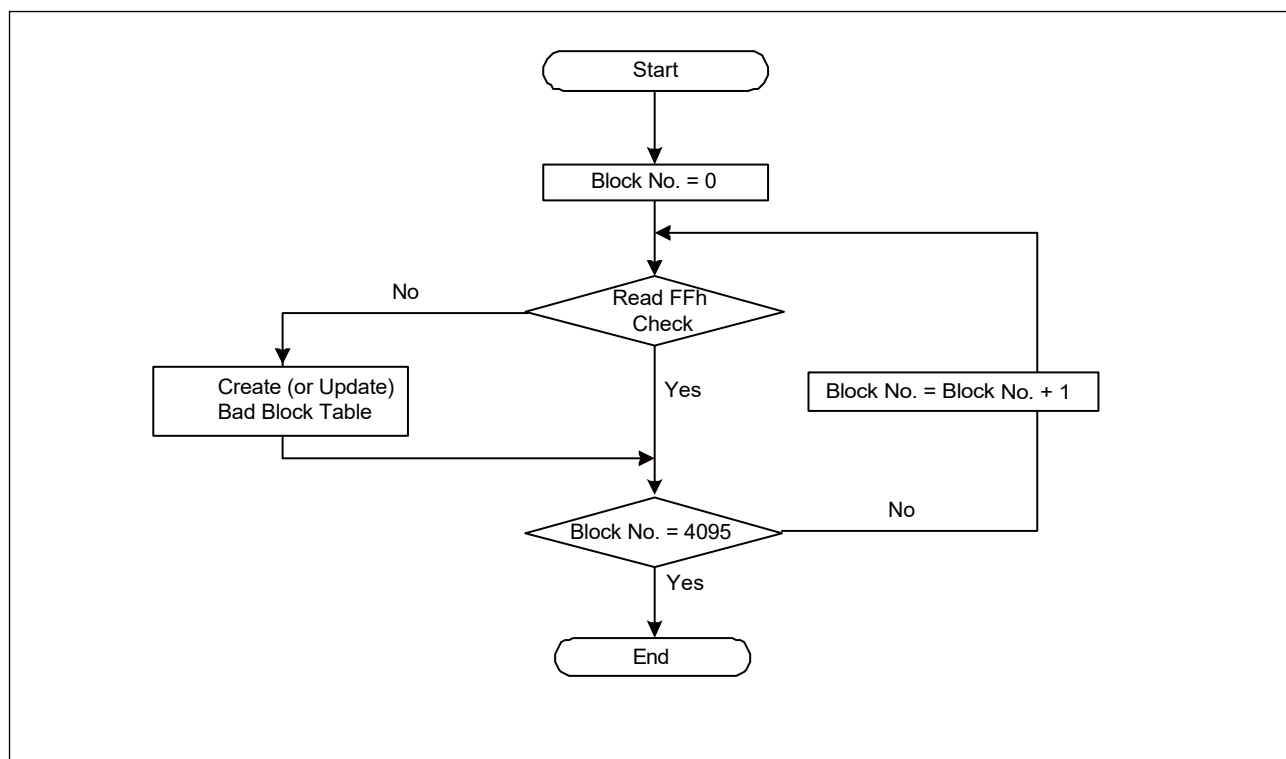 Start
Block No. = 0
No
Read FFh
Check
Create (or Update)
Bad Block Table
Yes
Block No. = Block No. + 1
Block No. = 4095
No
Yes
End